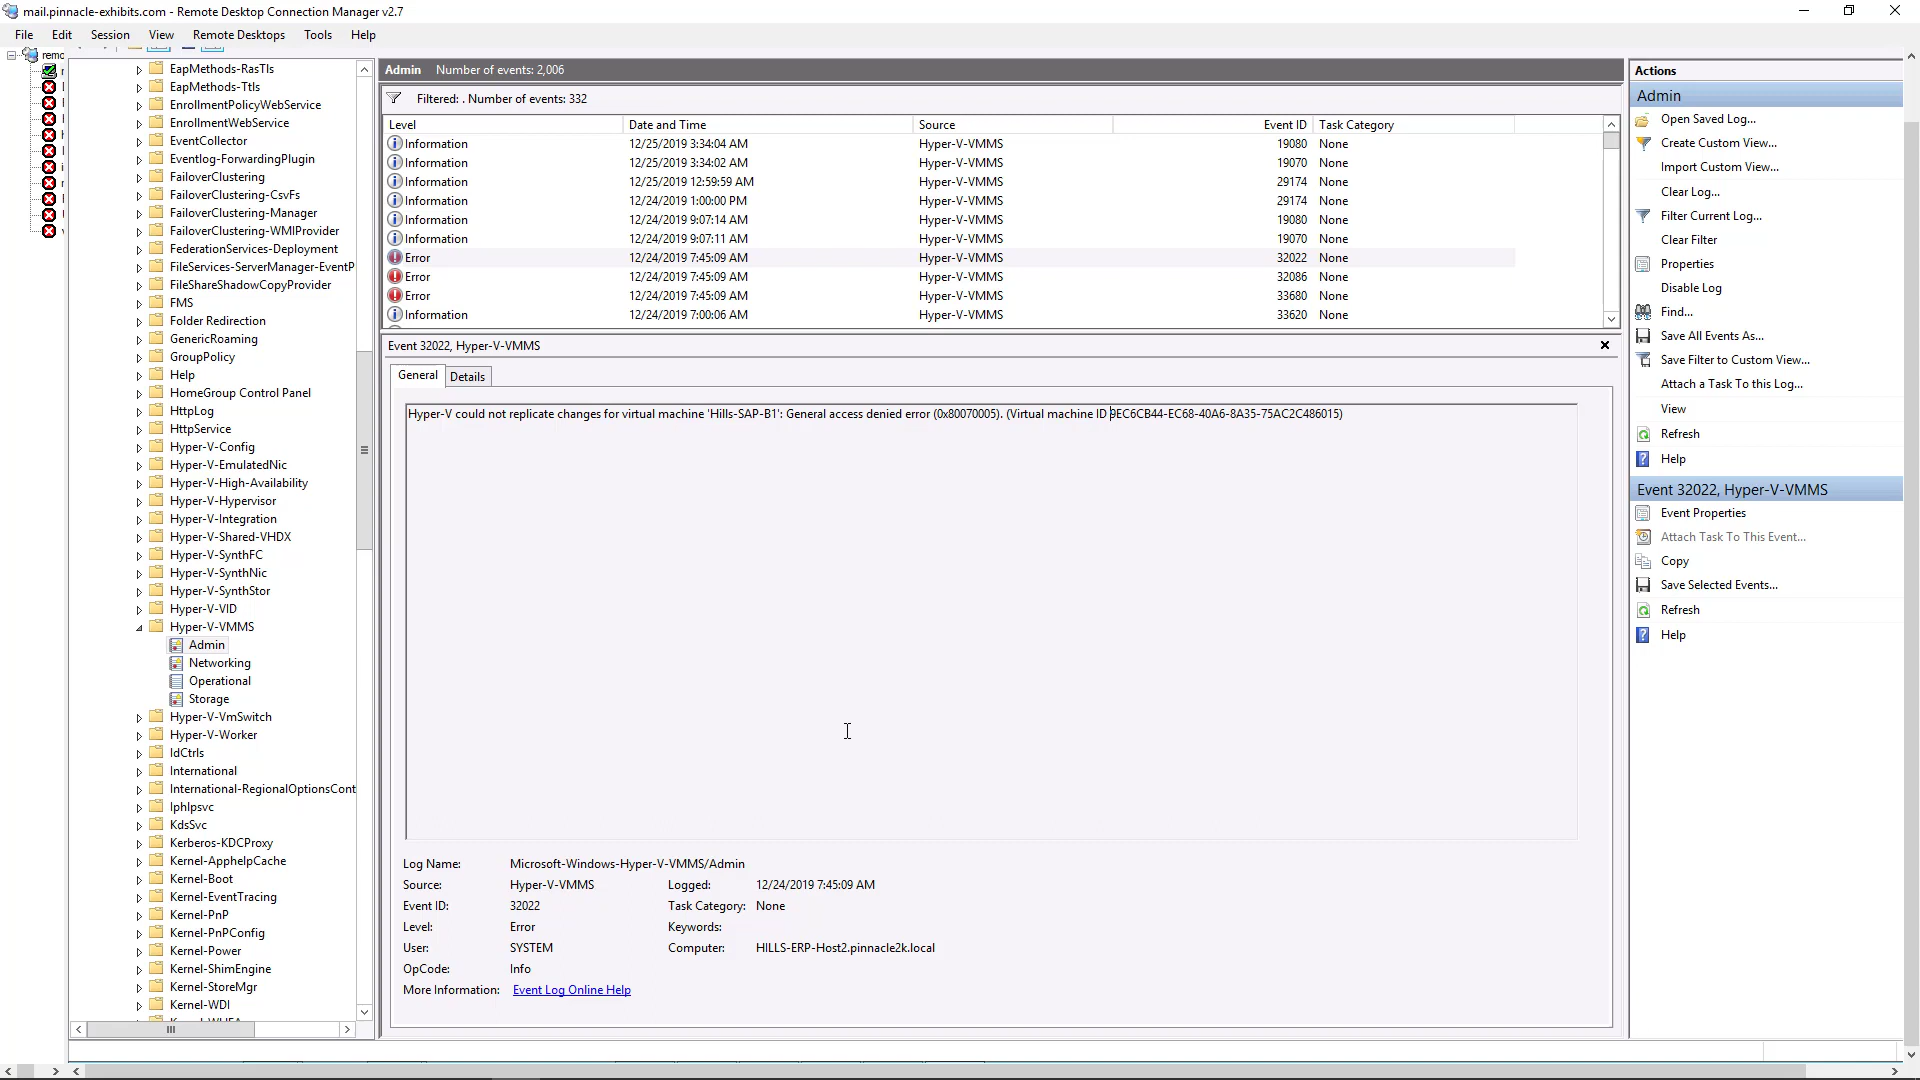 mail.pinnacle-exhibits.com - Remote Desktop Connection Manager v2.7
File Edit Session View Remote Desktops Tools Help
remo
EapMethods-RasTls
EapMethods-Ttls
EnrollmentPolicyWebService
EnrollmentWebService
EventCollector
Eventlog-ForwardingPlugin
FailoverClustering
FailoverClustering-CsvFs
FailoverClustering-Manager
FailoverClustering-WMIProvider
FederationServices-Deployment
FileServices-ServerManager-EventP
FileShareShadowCopyProvider
FMS
Folder Redirection
GenericRoaming
GroupPolicy
Help
HomeGroup Control Panel
HttpLog
HttpService
Hyper-V-Config
Hyper-V-EmulatedNic
Hyper-V-High-Availability
Hyper-V-Hypervisor
Hyper-V-Integration
Hyper-V-Shared-VHDX
Hyper-V-SynthFC
Hyper-V-SynthNic
Hyper-V-SynthStor
Hyper-V-VID
Hyper-V-VMMS
Admin
Networking
Operational
Storage
Hyper-V-VmSwitch
Hyper-V-Worker
IdCtrls
International
International-RegionalOptionsCont
Iphlpsvc
KdsSvc
Kerberos-KDCProxy
Kernel-ApphelpCache
Kernel-Boot
Kernel-EventTracing
Kernel-PnP
Kernel-PnPConfig
Kernel-Power
Kernel-ShimEngine
Kernel-StoreMgr
Kernel-WDI
Admin Number of events: 2,006
Filtered: . Number of events: 332
Level Date and Time Source Event ID Task Category
Information 12/25/2019 3:34:04 AM Hyper-V-VMMS 19080 None
Information 12/25/2019 3:34:02 AM Hyper-V-VMMS 19070 None
Information 12/25/2019 12:59:59 AM Hyper-V-VMMS 29174 None
Information 12/24/2019 1:00:00 PM Hyper-V-VMMS 29174 None
Information 12/24/2019 9:07:14 AM Hyper-V-VMMS 19080 None
Information 12/24/2019 9:07:11 AM Hyper-V-VMMS 19070 None
Error 12/24/2019 7:45:09 AM Hyper-V-VMMS 32022 None
Error 12/24/2019 7:45:09 AM Hyper-V-VMMS 32086 None
Error 12/24/2019 7:45:09 AM Hyper-V-VMMS 33680 None
Information 12/24/2019 7:00:06 AM Hyper-V-VMMS 33620 None
Event 32022, Hyper-V-VMMS
General Details
Hyper-V could not replicate changes for virtual machine 'Hills-SAP-B1': General access denied error (0x80070005). (Virtual machine ID 9EC6CB44-EC68-40A6-8A35-75AC2C486015)
Log Name: Microsoft-Windows-Hyper-V-VMMS/Admin
Source: Hyper-V-VMMS Logged: 12/24/2019 7:45:09 AM
Event ID: 32022 Task Category: None
Level: Error Keywords:
User: SYSTEM Computer: HILLS-ERP-Host2.pinnacle2k.local
OpCode: Info
More Information: Event Log Online Help
Actions
Admin
Open Saved Log...
Create Custom View...
Import Custom View...
Clear Log...
Filter Current Log...
Clear Filter
Properties
Disable Log
Find...
Save All Events As...
Save Filter to Custom View...
Attach a Task To this Log...
View
Refresh
Help
Event 32022, Hyper-V-VMMS
Event Properties
Attach Task To This Event...
Copy
Save Selected Events...
Refresh
Help